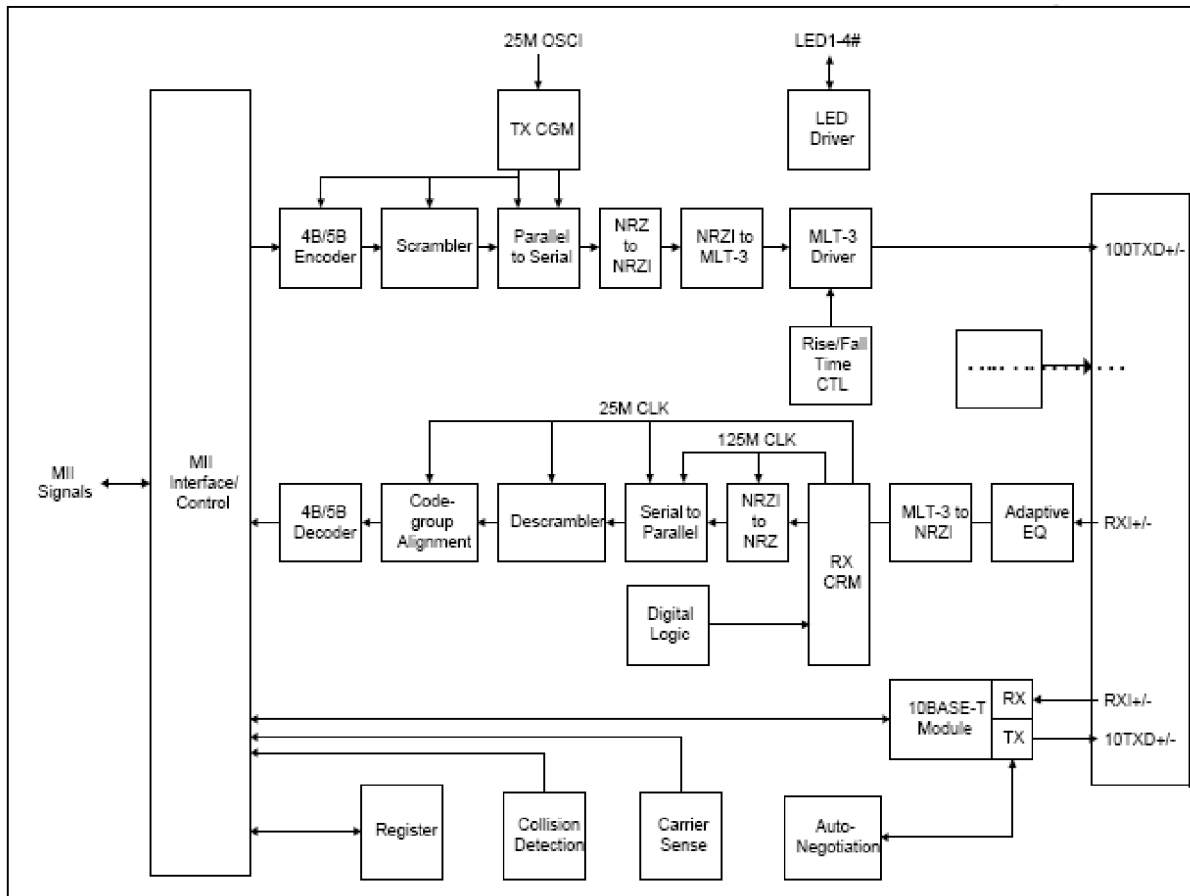 25M OSCI
LED1-4#
TX CGM
LED
Driver
4B/5B
Encoder
Scrambler
Parallel
to Serial
NRZ
to
NRZI
NRZI to
MLT-3
MLT-3
Driver
100TXD+/-
Rise/Fall
Time
CTL
25M CLK
125M CLK
MII
Signals
MII
Interface/
Control
4B/5B
Decoder
Code-
group
Alignment
Descrambler
Serial to
Parallel
NRZI
to
NRZ
RX
CRM
MLT-3 to
NRZI
Adaptive
EQ
RXI+/-
Digital
Logic
10BASE-T
Module
RX
TX
RXI+/-
10TXD+/-
Register
Collision
Detection
Carrier
Sense
Auto-
Negotiation